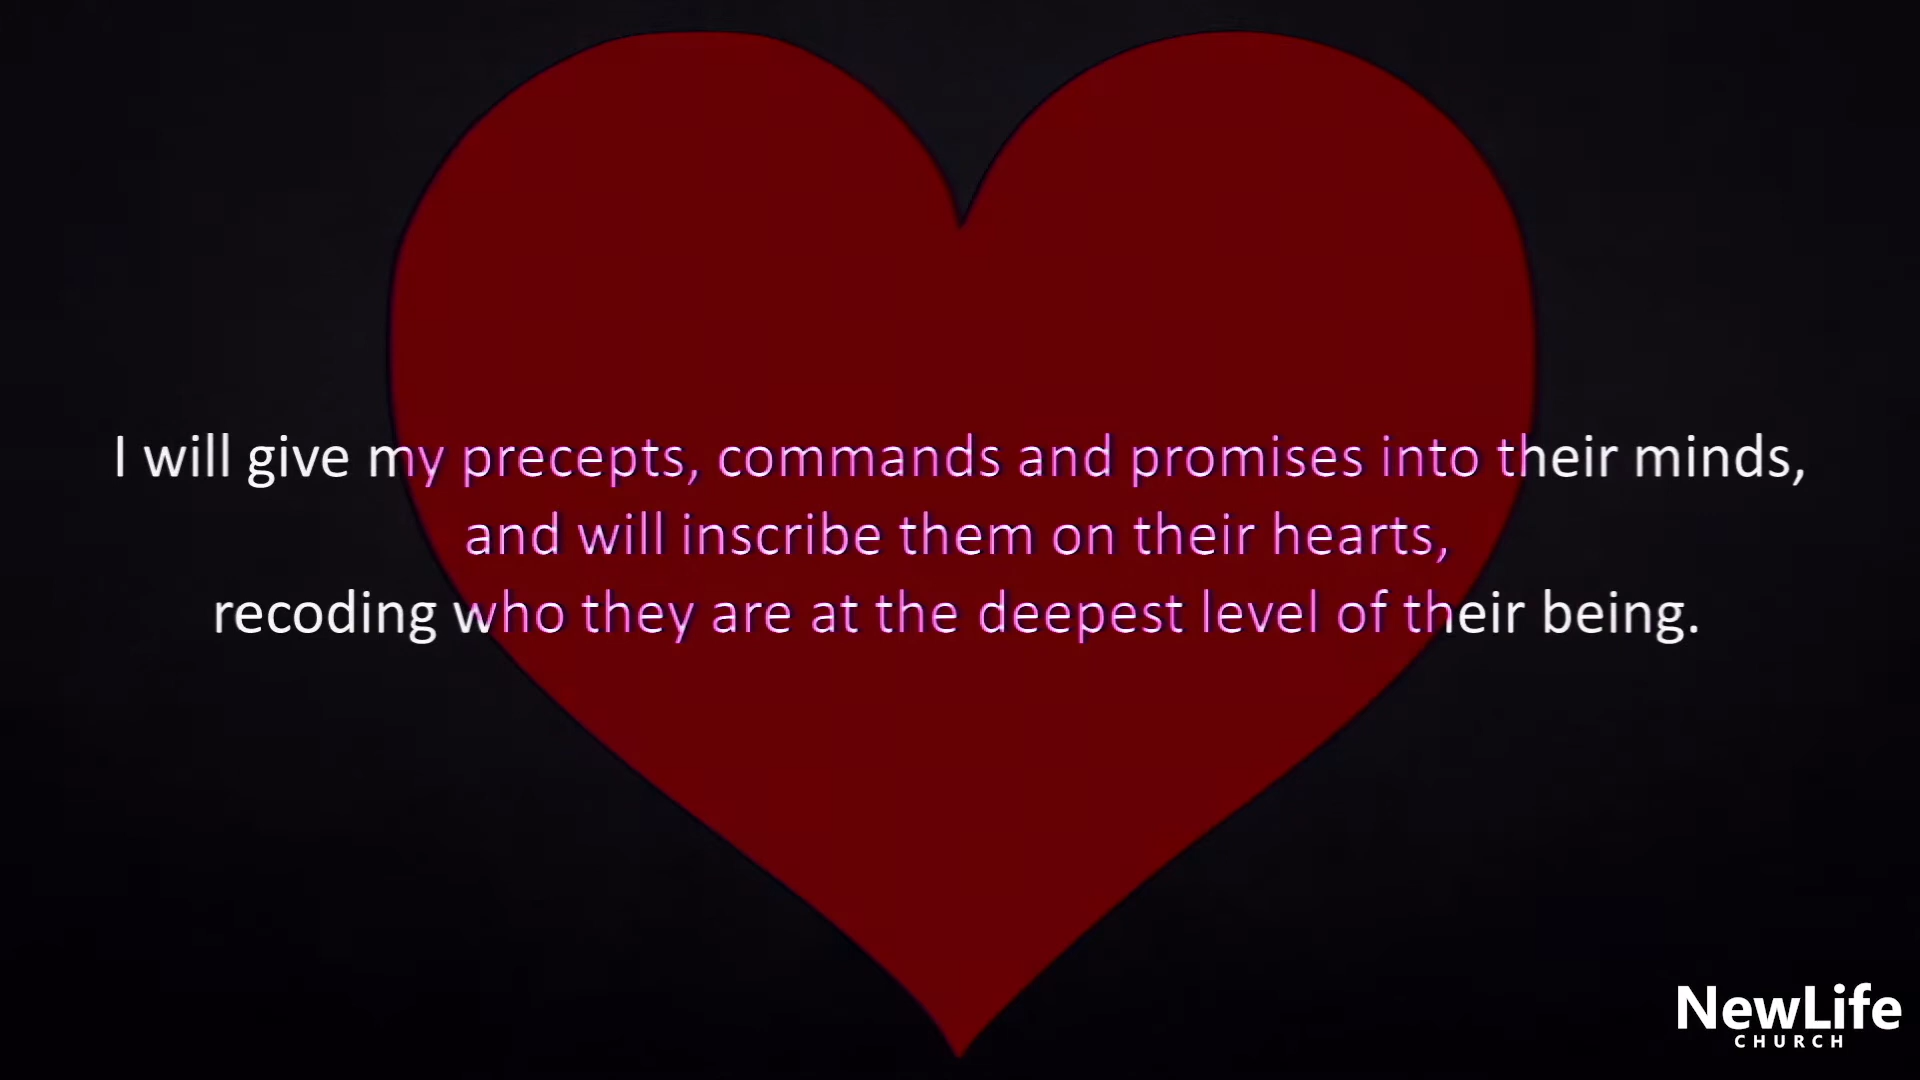 I will give my precepts, commands and promises into their minds,
and will inscribe them on their hearts,
recoding who they are at the deepest level of their being.
NewLife
CHURCH